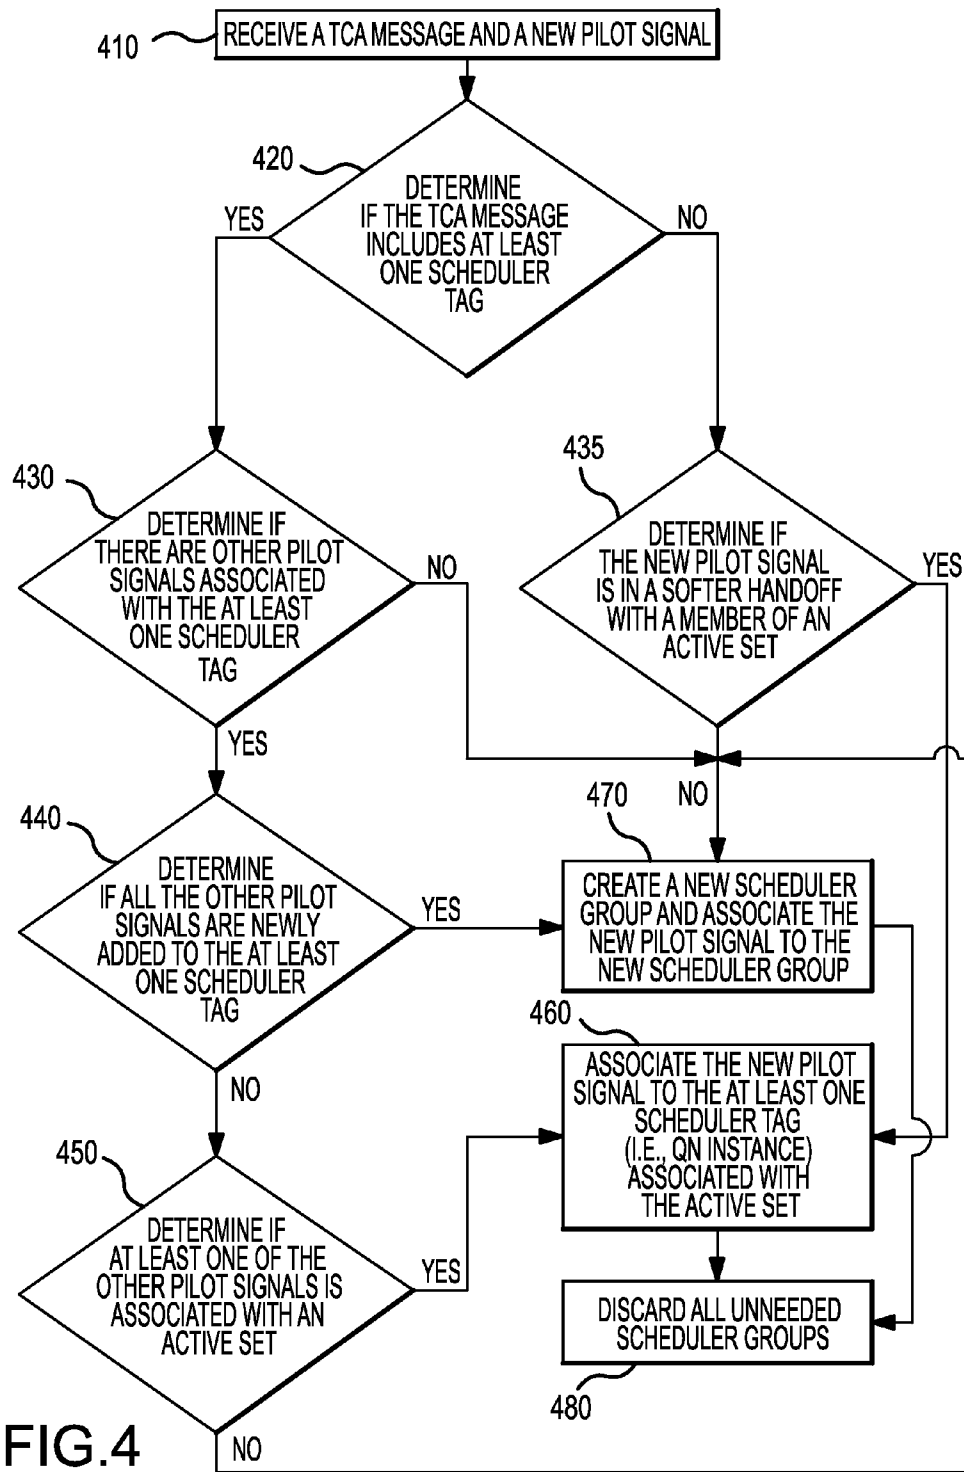 410
RECEIVE A TCA MESSAGE AND A NEW PILOT SIGNAL
420
DETERMINE
IF THE TCA MESSAGE
INCLUDES AT LEAST
ONE SCHEDULER
TAG
YES
NO
430
DETERMINE IF
THERE ARE OTHER PILOT
SIGNALS ASSOCIATED
WITH THE AT LEAST
ONE SCHEDULER
TAG
NO
YES
435
DETERMINE IF
THE NEW PILOT SIGNAL
IS IN A SOFTER HANDOFF
WITH A MEMBER OF AN
ACTIVE SET
YES
NO
440
DETERMINE
IF ALL THE OTHER PILOT
SIGNALS ARE NEWLY
ADDED TO THE AT LEAST
ONE SCHEDULER
TAG
YES
NO
470
CREATE A NEW SCHEDULER
GROUP AND ASSOCIATE THE
NEW PILOT SIGNAL TO THE
NEW SCHEDULER GROUP
460
ASSOCIATE THE NEW PILOT
SIGNAL TO THE AT LEAST ONE
SCHEDULER TAG
(I.E., QN INSTANCE)
ASSOCIATED WITH
THE ACTIVE SET
450
DETERMINE IF
AT LEAST ONE OF THE
OTHER PILOT SIGNALS IS
ASSOCIATED WITH AN
ACTIVE SET
YES
NO
DISCARD ALL UNNEEDED
SCHEDULER GROUPS
480
FIG.4